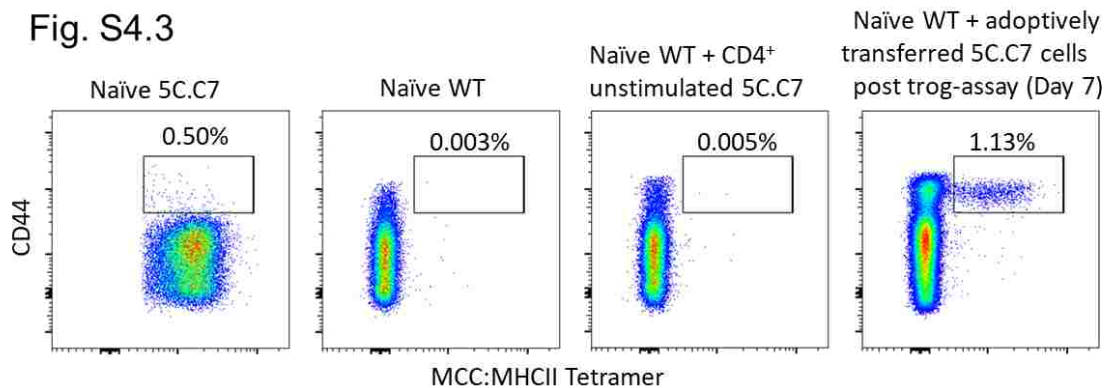 Fig. S4.3
Naïve 5C.C7
Naïve WT
Naïve WT + CD4⁺
unstimulated 5C.C7
Naïve WT + adoptively
transferred 5C.C7 cells
post trog-assay (Day 7)
0.50%
0.003%
0.005%
1.13%
CD44
MCC:MHCII Tetramer